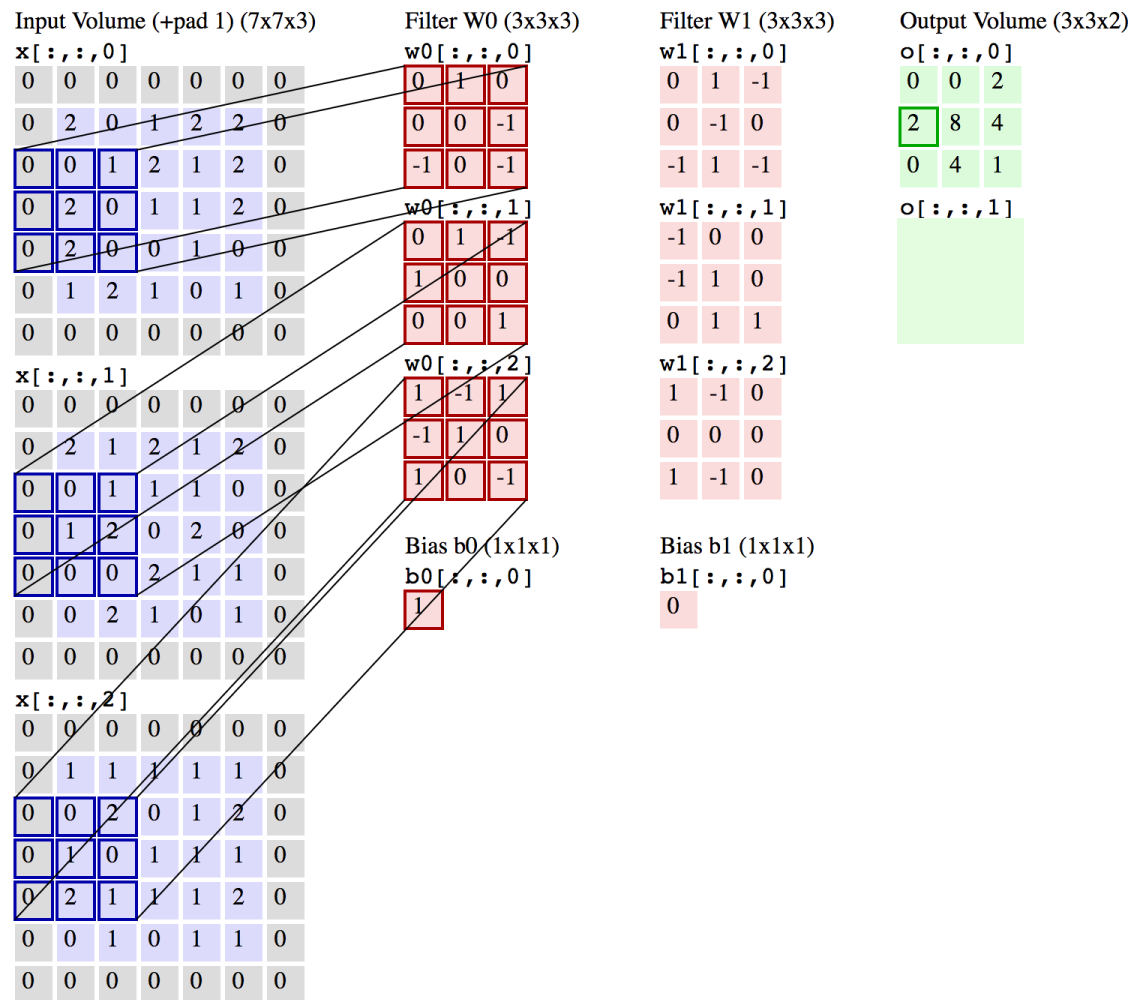 Input Volume (+pad 1) (7x7x3)
x[:,:,0]
0 0 0 0 0 0 0
0 2 0 1 2 2 0
0 0 1 2 1 2 0
0 2 0 1 1 2 0
0 2 0 0 1 0 0
0 1 2 1 0 1 0
0 0 0 0 0 0 0
x[:,:,1]
0 0 0 0 0 0 0
0 2 1 2 1 2 0
0 0 1 1 1 0 0
0 1 2 0 2 0 0
0 0 0 2 1 1 0
0 0 2 1 0 1 0
0 0 0 0 0 0 0
x[:,:,2]
0 0 0 0 0 0 0
0 1 1 1 1 1 0
0 0 2 0 1 2 0
0 1 0 1 1 1 0
0 2 1 1 1 2 0
0 0 1 0 1 1 0
0 0 0 0 0 0 0
Filter W0 (3x3x3)
w0[:,:,0]
0 1 0
0 0 -1
-1 0 -1
w0[:,:,1]
0 1 -1
1 0 0
0 0 1
w0[:,:,2]
1 -1 1
-1 1 0
1 0 -1
Bias b0 (1x1x1)
b0[:,:,0]
1
Filter W1 (3x3x3)
w1[:,:,0]
0 1 -1
0 -1 0
-1 1 -1
w1[:,:,1]
-1 0 0
-1 1 0
0 1 1
w1[:,:,2]
1 -1 0
0 0 0
1 -1 0
Bias b1 (1x1x1)
b1[:,:,0]
0
Output Volume (3x3x2)
o[:,:,0]
0 0 2
2 8 4
0 4 1
o[:,:,1]